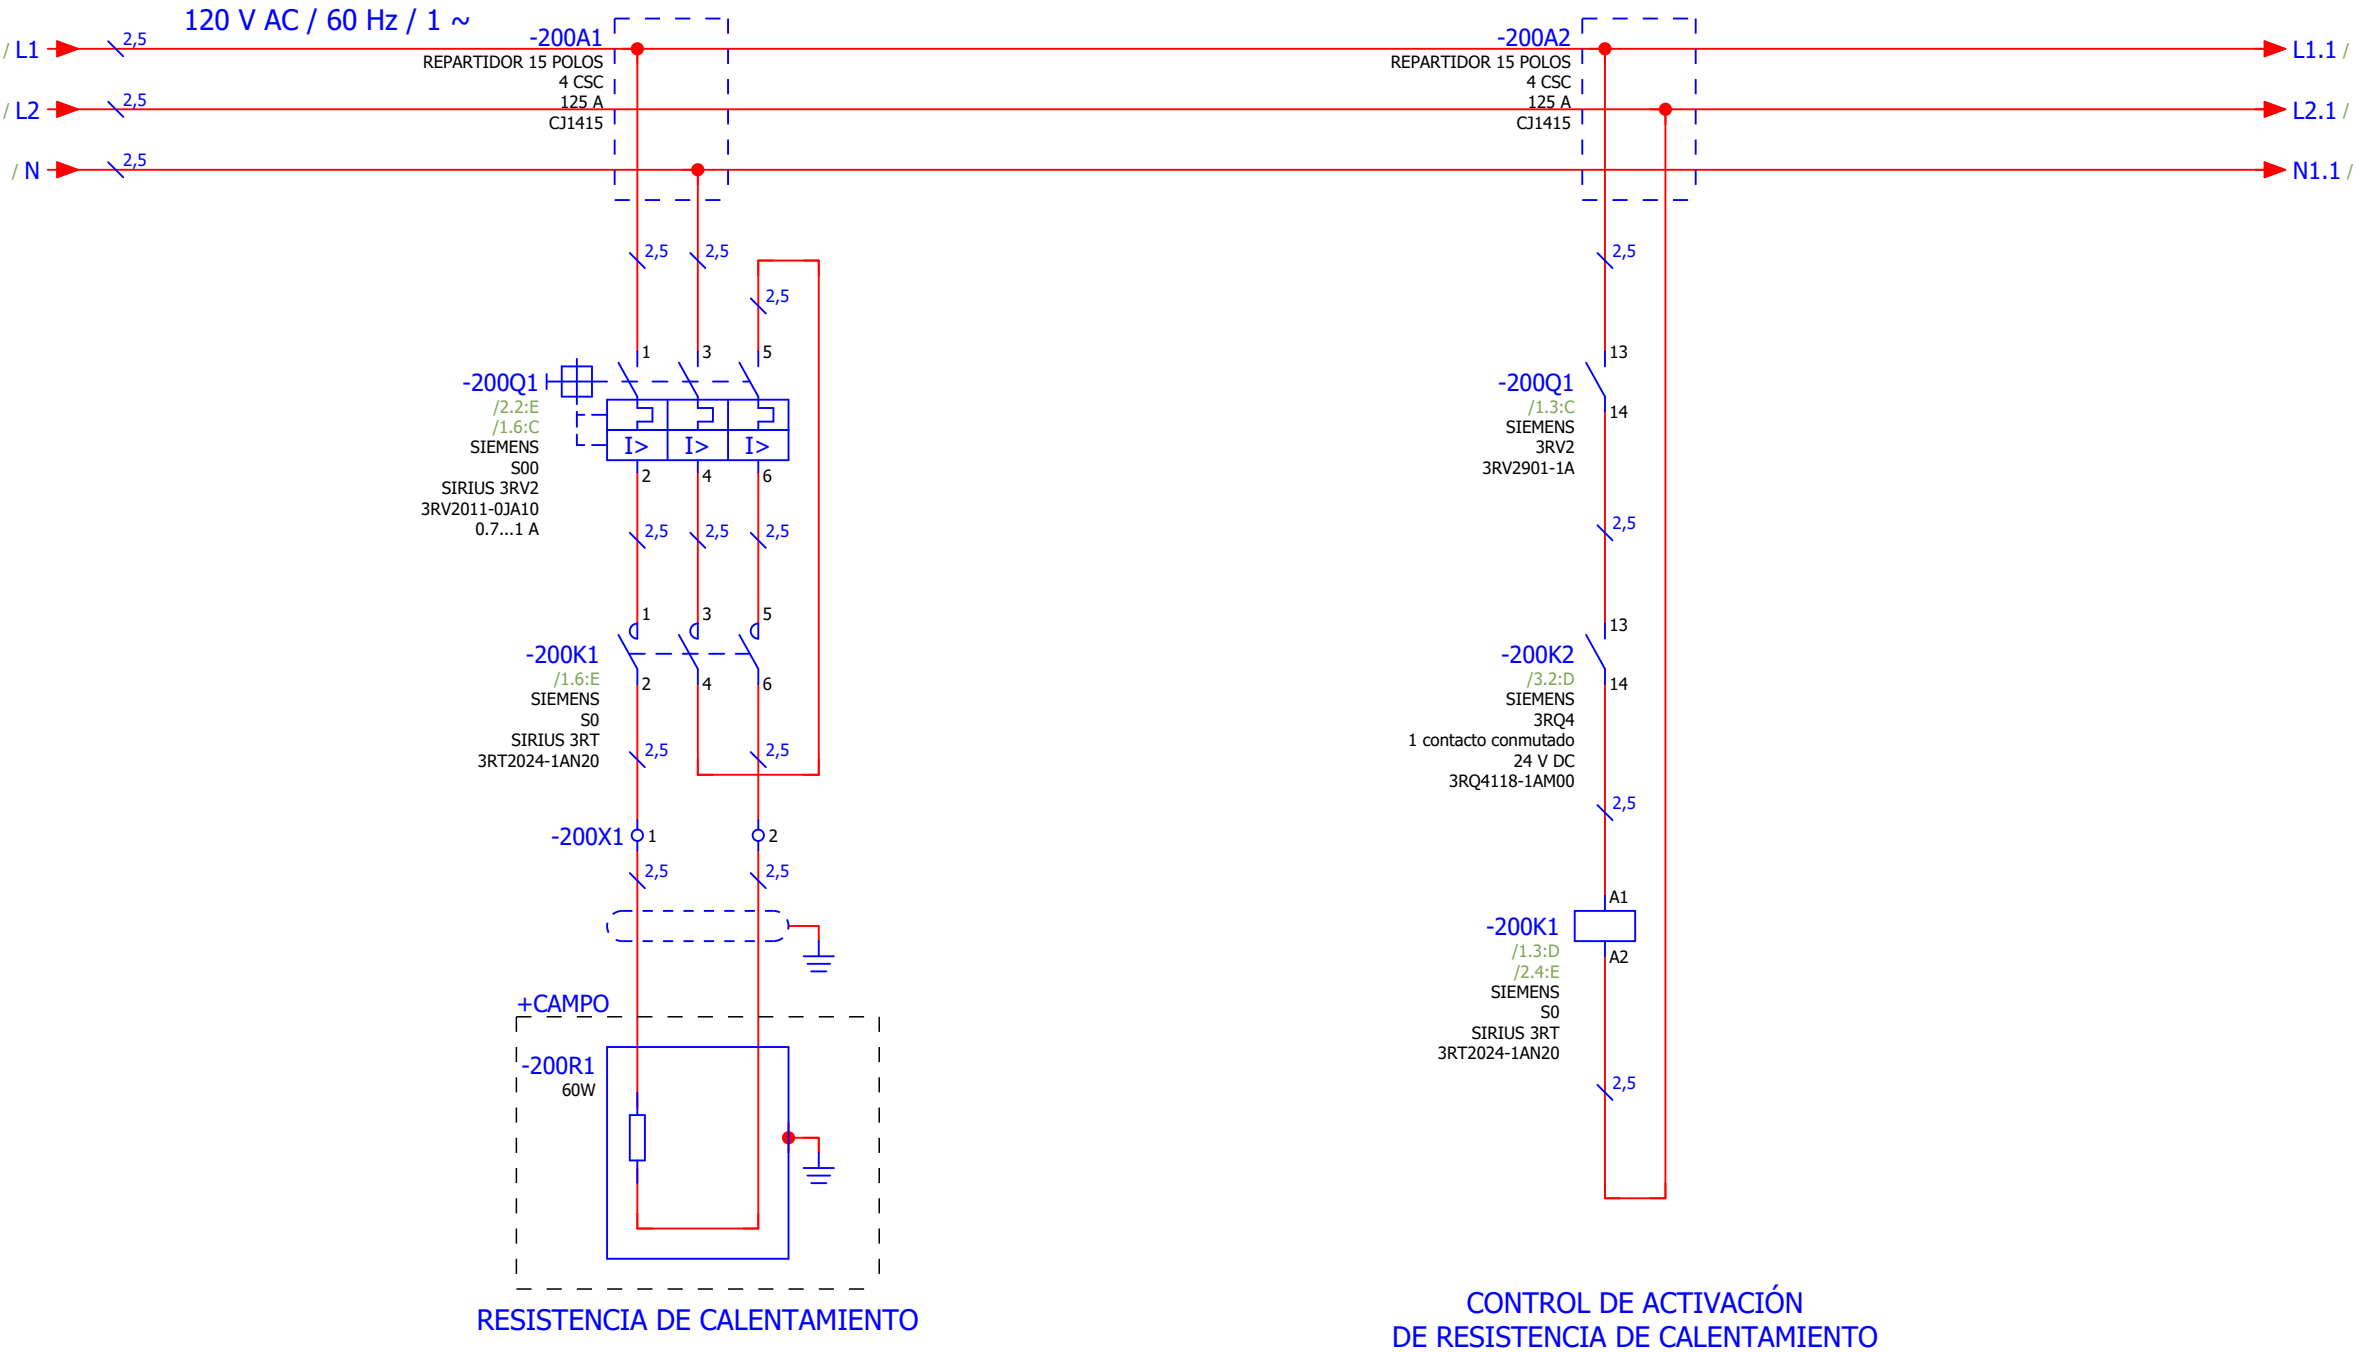 120 V AC / 60 Hz / 1 ~
/ L1
2,5
-200A1
REPARTIDOR 15 POLOS
4 CSC
125 A
CJ1415
-200A2
REPARTIDOR 15 POLOS
4 CSC
125 A
CJ1415
L1.1 /
/ L2
2,5
L2.1 /
/ N
2,5
N1.1 /
2,5
2,5
2,5
1
3
5
-200Q1
/2.2:E
/1.6:C
SIEMENS
S00
SIRIUS 3RV2
3RV2011-0JA10
0.7...1 A
I>
I>
I>
2
4
6
2,5
2,5
2,5
1
3
5
-200K1
/1.6:E
SIEMENS
S0
SIRIUS 3RT
3RT2024-1AN20
2
4
6
2,5
2,5
-200X1
1
2
2,5
2,5
+CAMPO
-200R1
60W
RESISTENCIA DE CALENTAMIENTO
2,5
13
-200Q1
/1.3:C
SIEMENS
3RV2
3RV2901-1A
14
2,5
13
-200K2
/3.2:D
SIEMENS
3RQ4
1 contacto conmutado
24 V DC
3RQ4118-1AM00
14
2,5
A1
-200K1
/1.3:D
/2.4:E
SIEMENS
S0
SIRIUS 3RT
3RT2024-1AN20
A2
2,5
CONTROL DE ACTIVACIÓN
DE RESISTENCIA DE CALENTAMIENTO